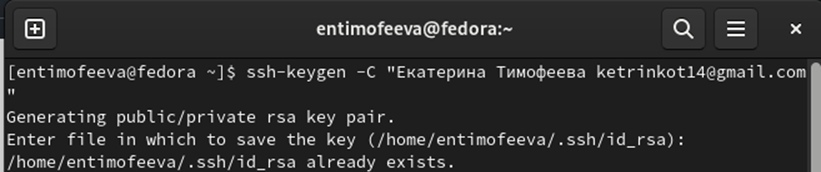 entimofeeva@fedora:~
[entimofeeva@fedora ~]$ ssh-keygen -C "Екатерина Тимофеева ketrinkot14@gmail.com
"
Generating public/private rsa key pair.
Enter file in which to save the key (/home/entimofeeva/.ssh/id_rsa):
/home/entimofeeva/.ssh/id_rsa already exists.